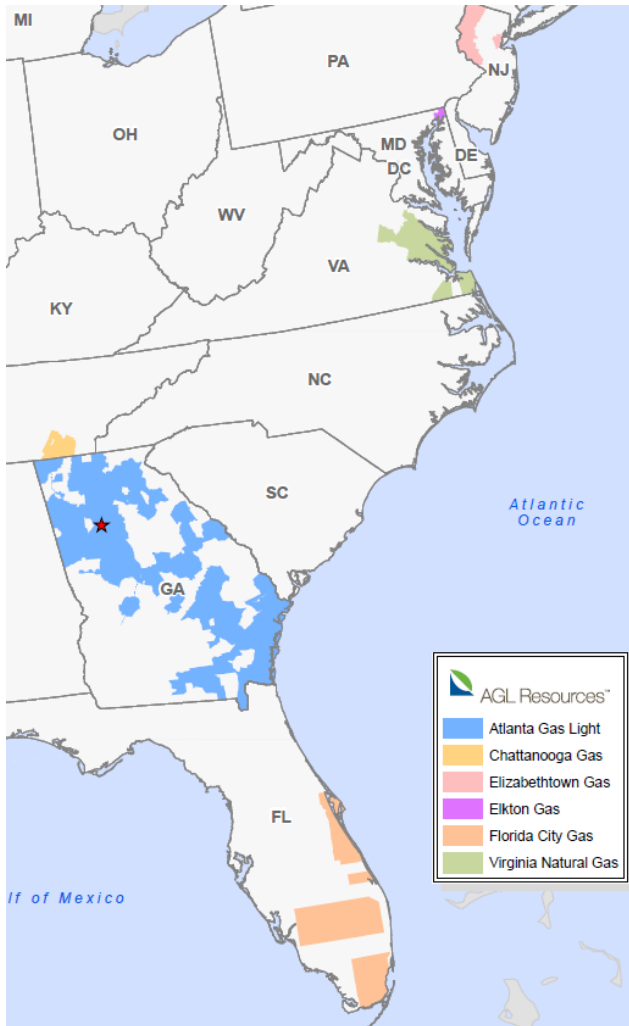 MI
PA
NJ
OH
MD
DE
DC
WV
VA
KY
NC
SC
Atlantic
Ocean
GA
AGL Resources™
Atlanta Gas Light
Chattanooga Gas
Elizabethtown Gas
Elkton Gas
Florida City Gas
Virginia Natural Gas
FL
lf of Mexico